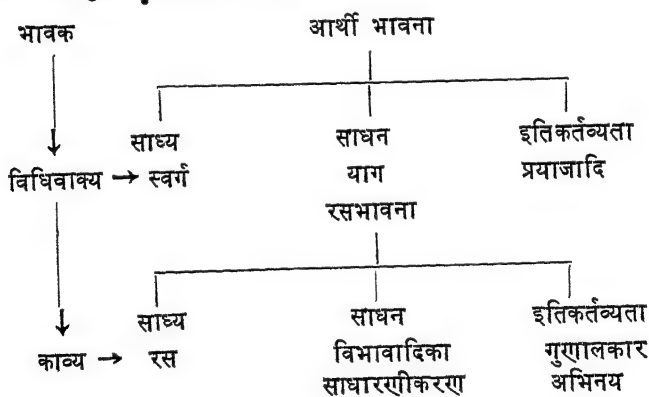 भावक आर्थी भावना
साध्य साधन इतिकर्तव्यता
विधिवाक्य → स्वर्ग याग प्रयाजादि
रसभावना
साध्य साधन इतिकर्तव्यता
काव्य → रस विभावादिका गुणालकार
साधारणीकरण अभिनय